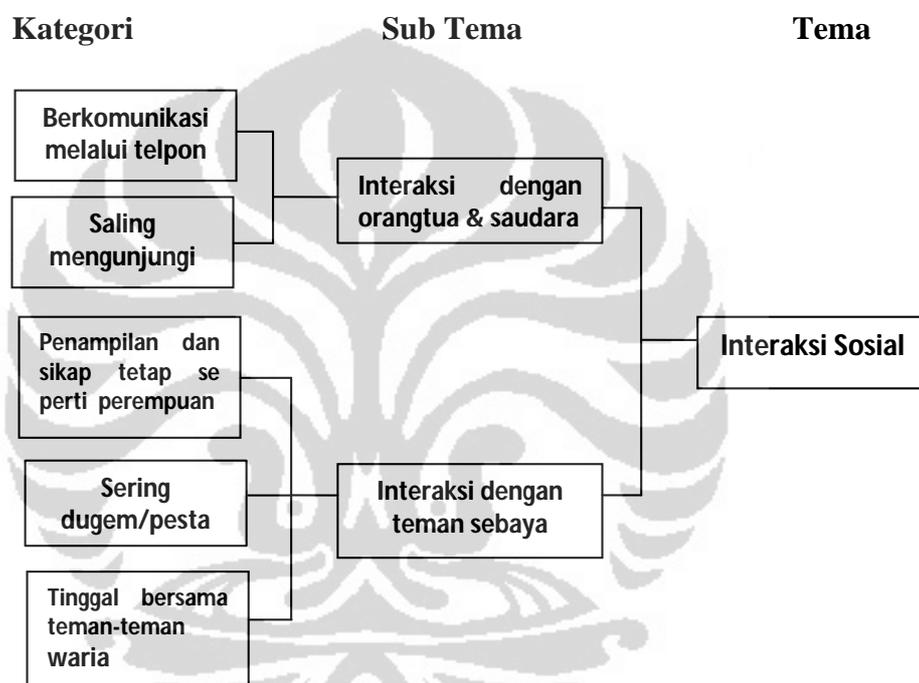 Kategori Sub Tema Tema
Berkomunikasi
melalui telpon
Saling
mengunjungi
Penampilan dan
sikap tetap se
perti perempuan
Sering
dugem/pesta
Tinggal bersama
teman-teman
waria
Interaksi dengan
orangtua & saudara
Interaksi dengan
teman sebaya
Interaksi Sosial